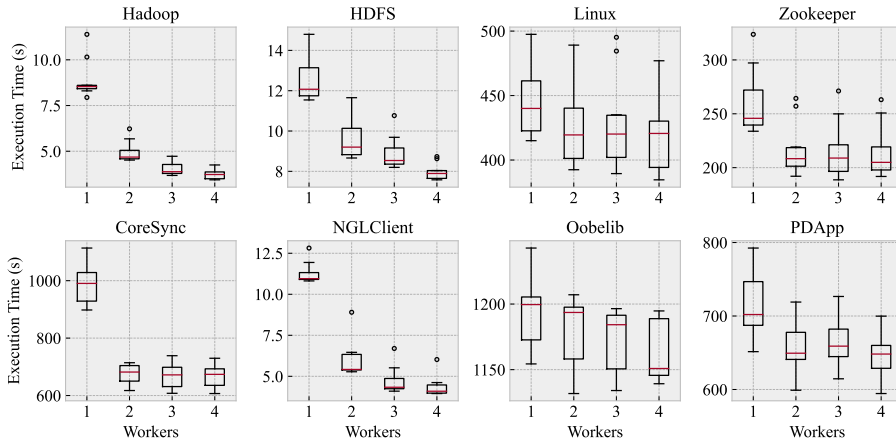 Hadoop HDFS Linux Zookeeper
Execution Time (s)
10.0 7.5 5.0
14 12 10 8
500 450 400
300 250 200
1 2 3 4 1 2 3 4 1 2 3 4 1 2 3 4
CoreSync NGLClient Oobelib PDApp
Execution Time (s)
1000 800 600
12.5 10.0 7.5 5.0
1200 1150
800 700 600
1 2 3 4 1 2 3 4 1 2 3 4 1 2 3 4
Workers Workers Workers Workers